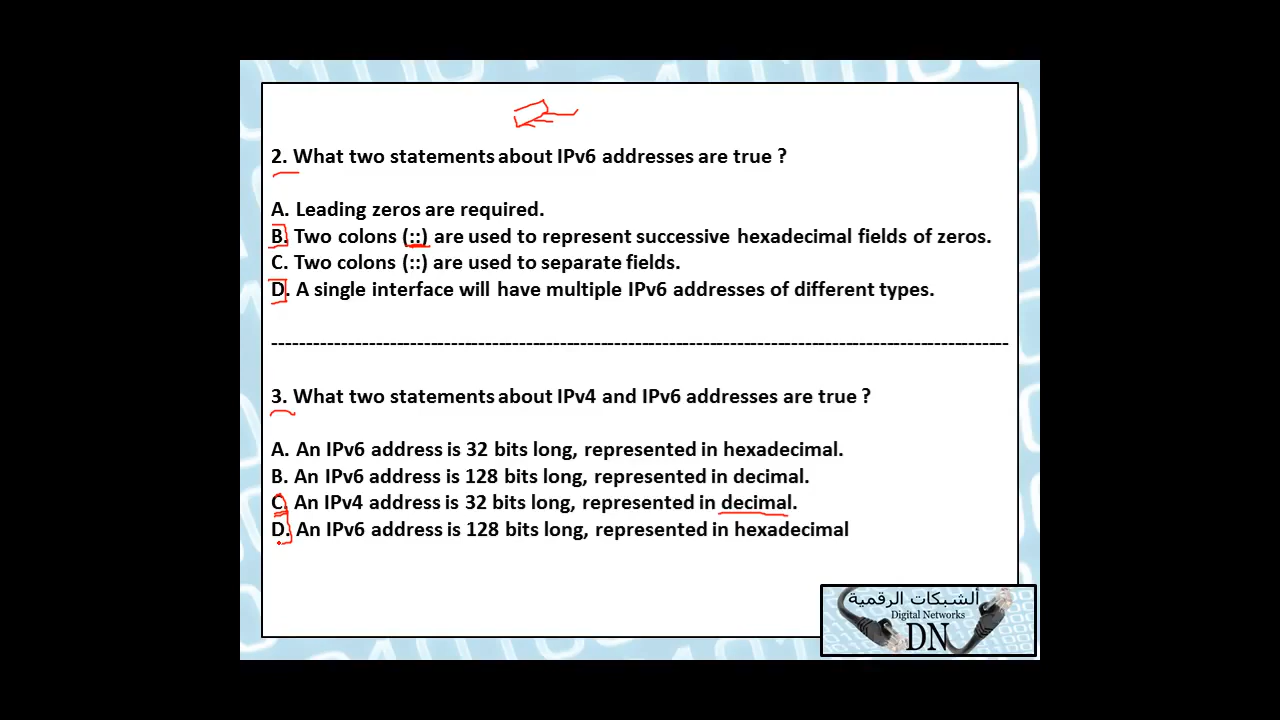 2. What two statements about IPv6 addresses are true ?
A. Leading zeros are required.
B. Two colons (::) are used to represent successive hexadecimal fields of zeros.
C. Two colons (::) are used to separate fields.
D. A single interface will have multiple IPv6 addresses of different types.
--------------------------------------------------------------------------------------------------------
3. What two statements about IPv4 and IPv6 addresses are true ?
A. An IPv6 address is 32 bits long, represented in hexadecimal.
B. An IPv6 address is 128 bits long, represented in decimal.
C. An IPv4 address is 32 bits long, represented in decimal.
D. An IPv6 address is 128 bits long, represented in hexadecimal
ألشبكات الرقمية
Digital Networks
DN